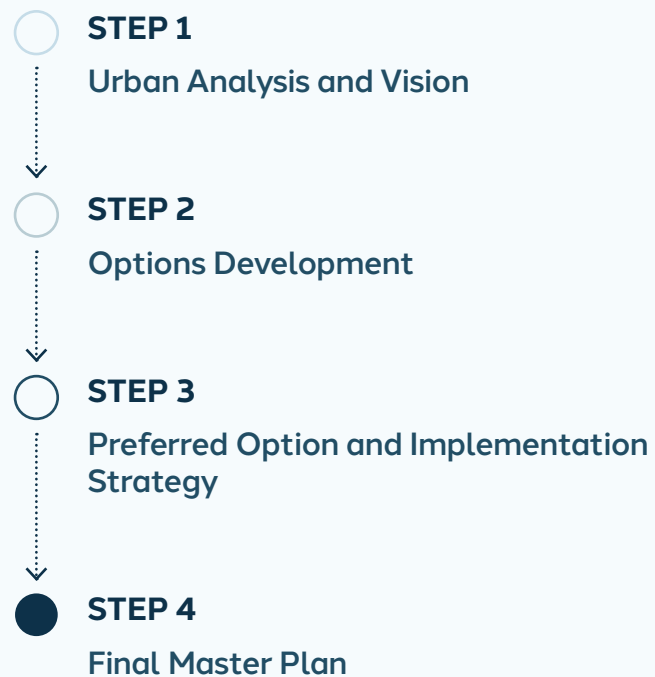 STEP 1
Urban Analysis and Vision
STEP 2
Options Development
STEP 3
Preferred Option and Implementation
Strategy
STEP 4
Final Master Plan